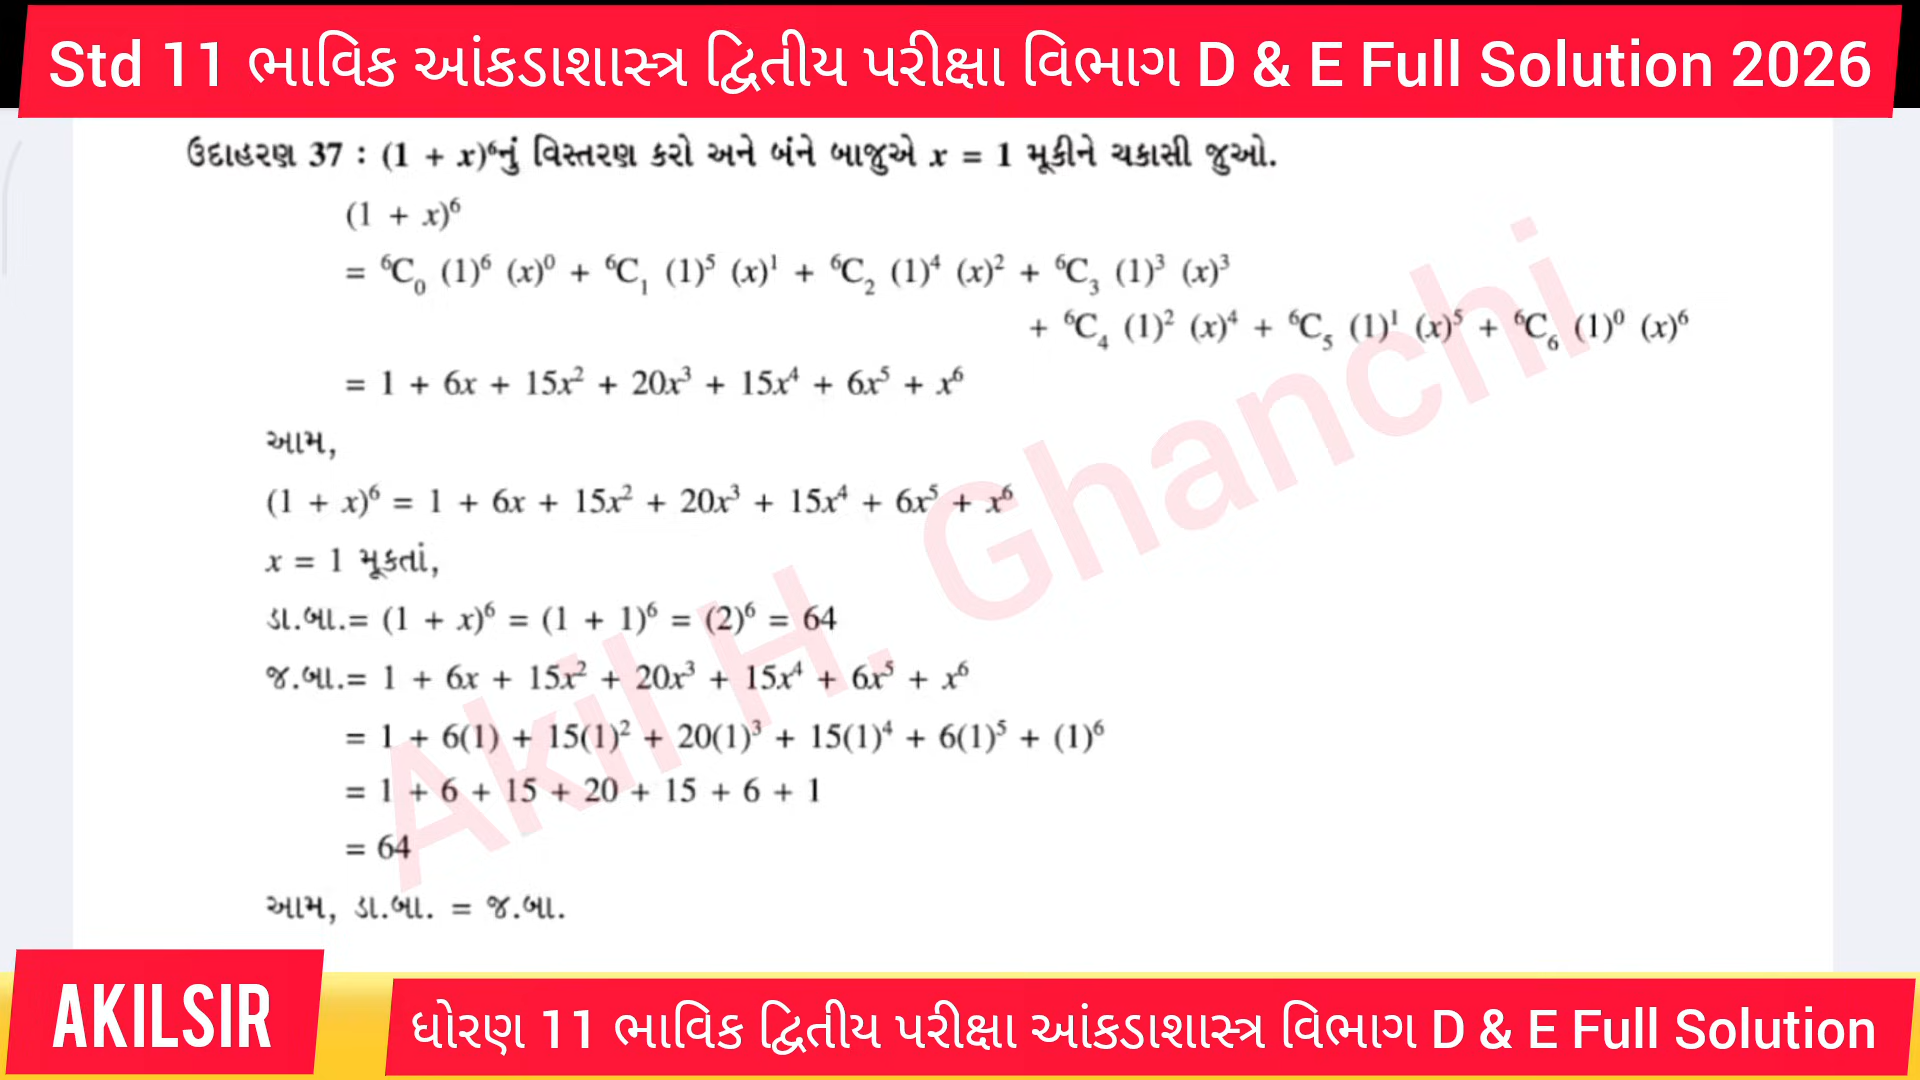 Std 11 ભાવિક આંકડાશાસ્ત્ર દ્વિતીય પરીક્ષા વિભાગ D & E Full Solution 2026
ઉદાહરણ 37 : (1 + x)⁶નું વિસ્તરણ કરો અને બંને બાજુએ x = 1 મૂકીને ચકાસી જુઓ.
(1 + x)⁶
= ⁶C₀ (1)⁶ (x)⁰ + ⁶C₁ (1)⁵ (x)¹ + ⁶C₂ (1)⁴ (x)² + ⁶C₃ (1)³ (x)³
+ ⁶C₄ (1)² (x)⁴ + ⁶C₅ (1)¹ (x)⁵ + ⁶C₆ (1)⁰ (x)⁶
= 1 + 6x + 15x² + 20x³ + 15x⁴ + 6x⁵ + x⁶
આમ,
(1 + x)⁶ = 1 + 6x + 15x² + 20x³ + 15x⁴ + 6x⁵ + x⁶
x = 1 મૂકતાં,
ડા.બા.= (1 + x)⁶ = (1 + 1)⁶ = (2)⁶ = 64
જ.બા.= 1 + 6x + 15x² + 20x³ + 15x⁴ + 6x⁵ + x⁶
= 1 + 6(1) + 15(1)² + 20(1)³ + 15(1)⁴ + 6(1)⁵ + (1)⁶
= 1 + 6 + 15 + 20 + 15 + 6 + 1
= 64
આમ, ડા.બા. = જ.બા.
Akil H. Ghanchi
AKILSIR
ધોરણ 11 ભાવિક દ્વિતીય પરીક્ષા આંકડાશાસ્ત્ર વિભાગ D & E Full Solution